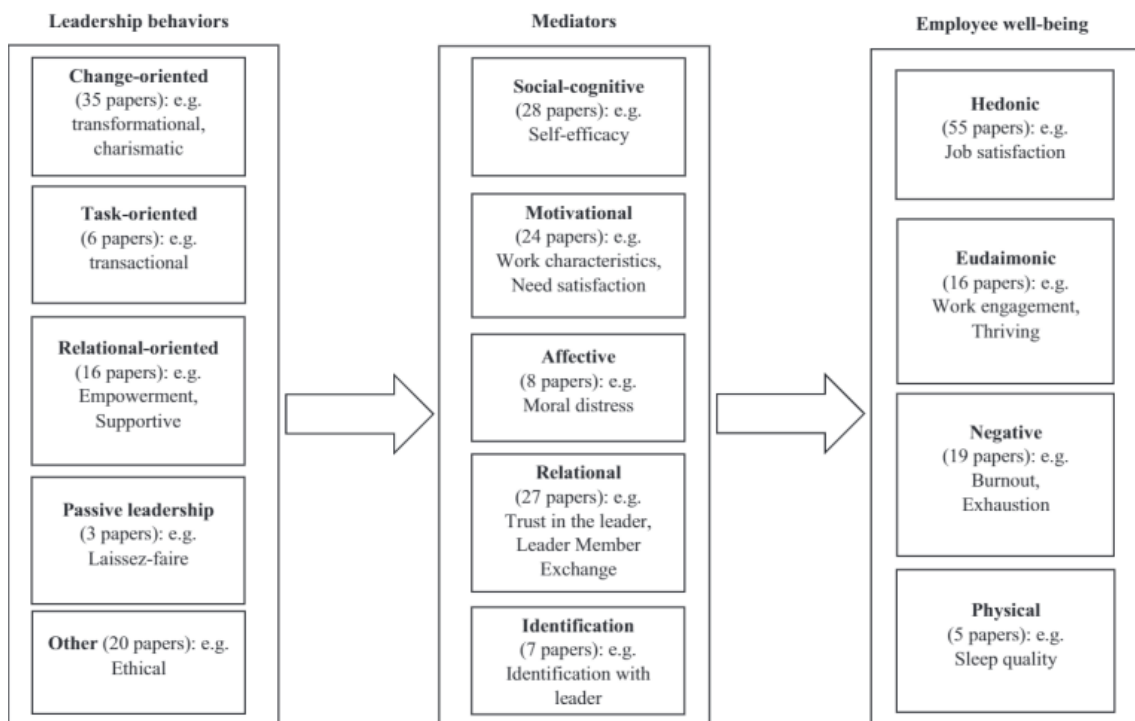 Leadership behaviors
Change-oriented
(35 papers): e.g.
transformational,
charismatic
Task-oriented
(6 papers): e.g.
transactional
Relational-oriented
(16 papers): e.g.
Empowerment,
Supportive
Passive leadership
(3 papers): e.g.
Laissez-faire
Other (20 papers): e.g.
Ethical
Mediators
Social-cognitive
(28 papers): e.g.
Self-efficacy
Motivational
(24 papers): e.g.
Work characteristics,
Need satisfaction
Affective
(8 papers): e.g.
Moral distress
Relational
(27 papers): e.g.
Trust in the leader,
Leader Member
Exchange
Identification
(7 papers): e.g.
Identification with
leader
Employee well-being
Hedonic
(55 papers): e.g.
Job satisfaction
Eudaimonic
(16 papers): e.g.
Work engagement,
Thriving
Negative
(19 papers): e.g.
Burnout,
Exhaustion
Physical
(5 papers): e.g.
Sleep quality